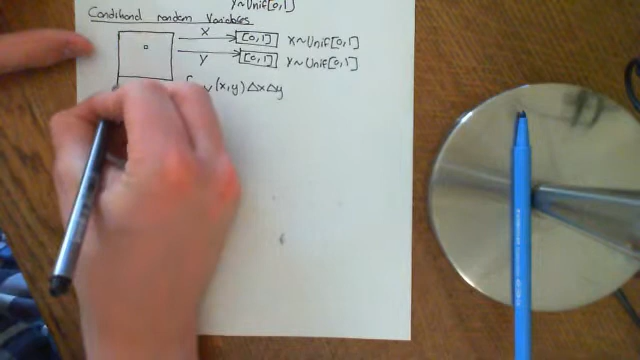 Y~Unif[0,1]
Conditional random Variables
X [0,1] X~Unif[0,1]
Y [0,1] Y~Unif[0,1]
(x,y) Δx Δy